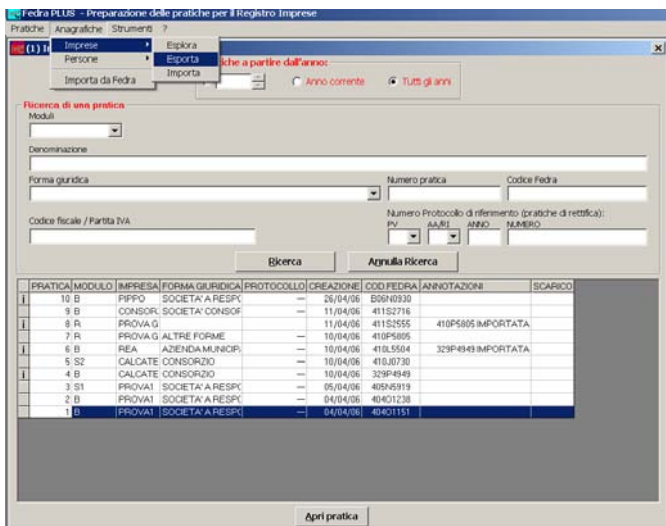 Fedra PLUS - Preparazione delle pratiche per il Registro Imprese
Pratiche Anagrafiche Strumenti ?
Imprese
Persone
Importa da Fedra
Esplora
Esporta
Importa
iche a partire dall'anno:
Anno corrente
Tutti gli anni
Ricerca di una pratica
Moduli
Denominazione
Forma giuridica Numero pratica Codice Fedra
Codice fiscale / Partita IVA Numero Protocollo di riferimento (pratiche di rettifica):
PV AA/RI ANNO NUMERO
Ricerca Annulla Ricerca
PRATICA MODULO IMPRESA FORMA GIURIDICA PROTOCOLLO CREAZIONE COD FEDRA ANNOTAZIONI SCARICO
i 10 B PIPPO SOCIETA' A RESP( — 26/04/06 B06N0930
9 B CONSOR. SOCIETA' CONSOF — 11/04/06 411S2716
i 8 R PROVA G 11/04/06 411S2555 410P5805 IMPORTATA
7 R PROVA G ALTRE FORME — 10/04/06 410P5805
i 6 B REA AZIENDA MUNICIP. — 10/04/06 410L5504 329P4949 IMPORTATA
5 S2 CALCATE CONSORZIO — 10/04/06 410J0730
i 4 B CALCATE CONSORZIO — 10/04/06 329P4949
3 S1 PROVA1 SOCIETA' A RESP( — 05/04/06 405N5919
2 B PROVA1 SOCIETA' A RESP( — 04/04/06 404O1238
1 B PROVA1 SOCIETA' A RESP( — 04/04/06 404O1151
Apri pratica